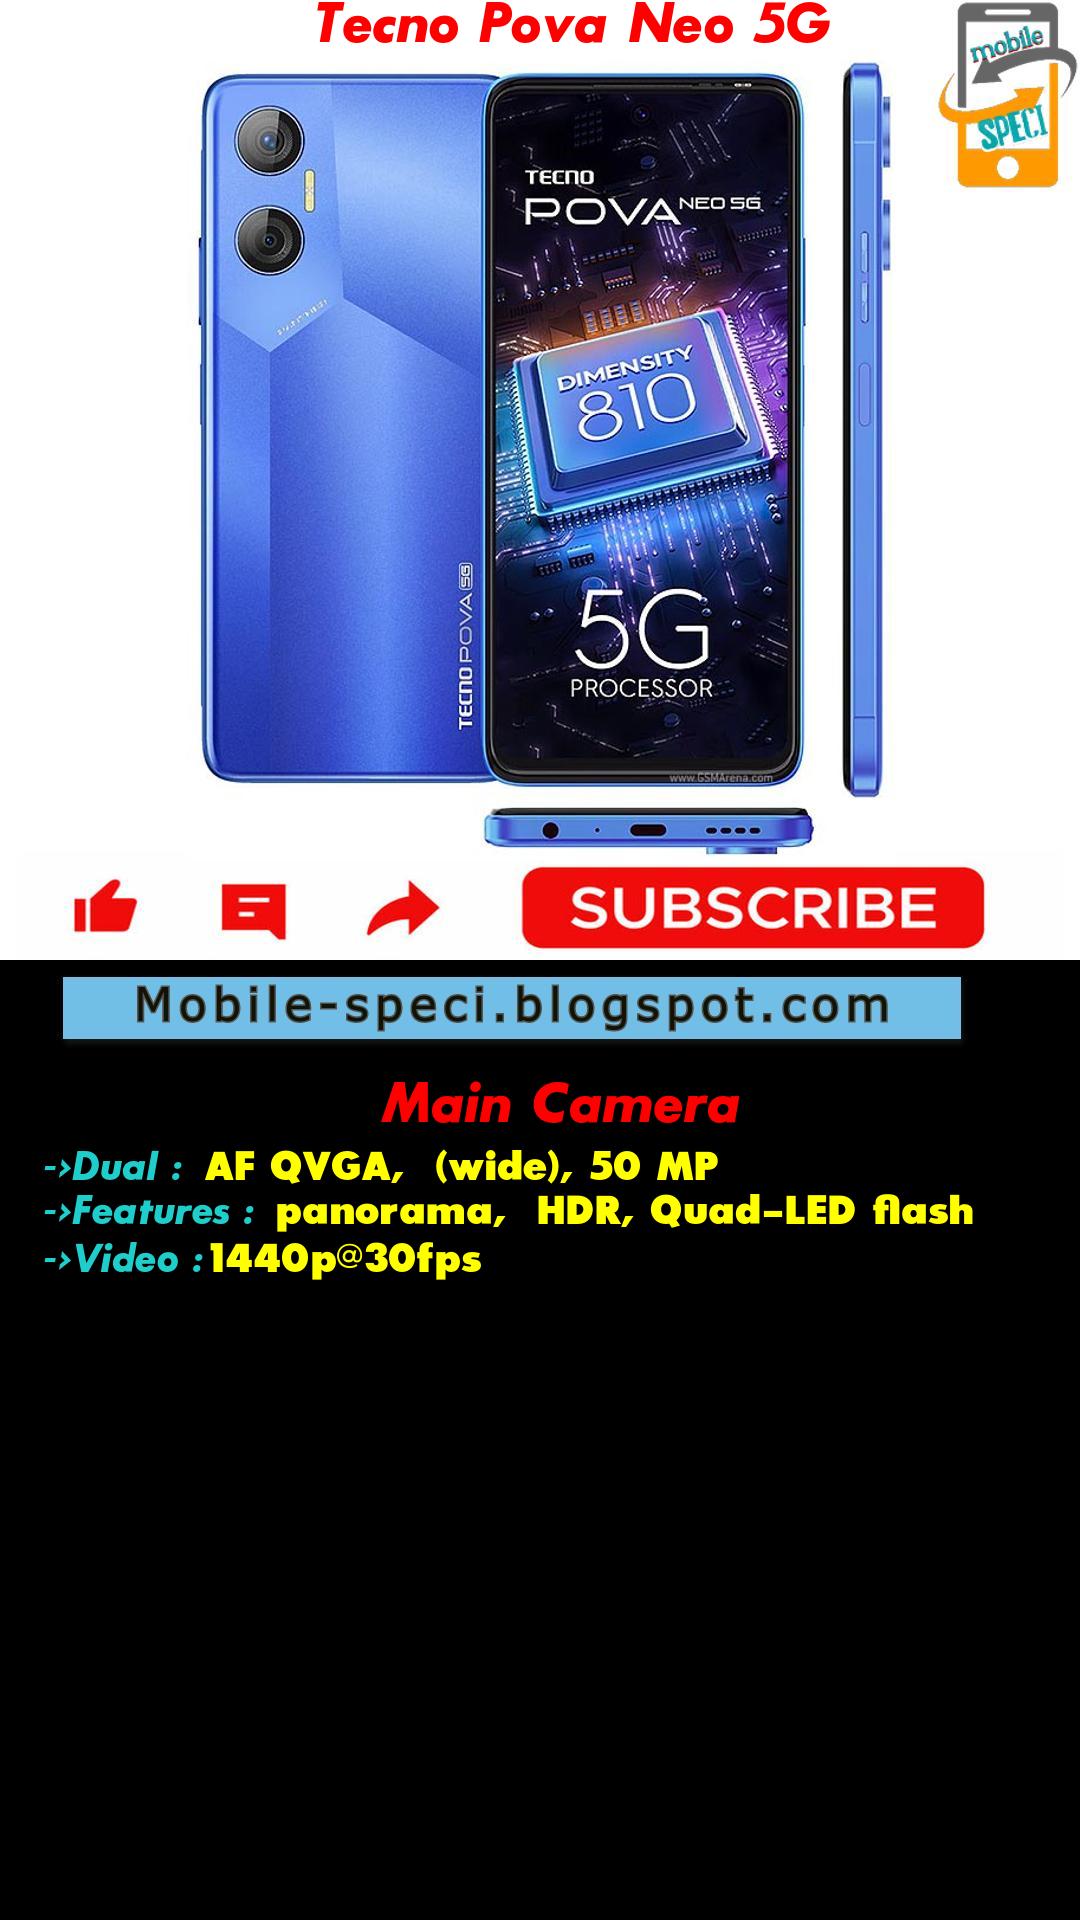 Tecno Pova Neo 5G
mobile
SPECI
TECNO
POVA NEO 5G
DIMENSITY
810
5G
PROCESSOR
TECNO POVA 5G
www.GSMArena.com
SUBSCRIBE
Mobile-speci.blogspot.com
Main Camera
->Dual : AF QVGA, (wide), 50 MP
->Features : panorama, HDR, Quad-LED flash
->Video :1440p@30fps